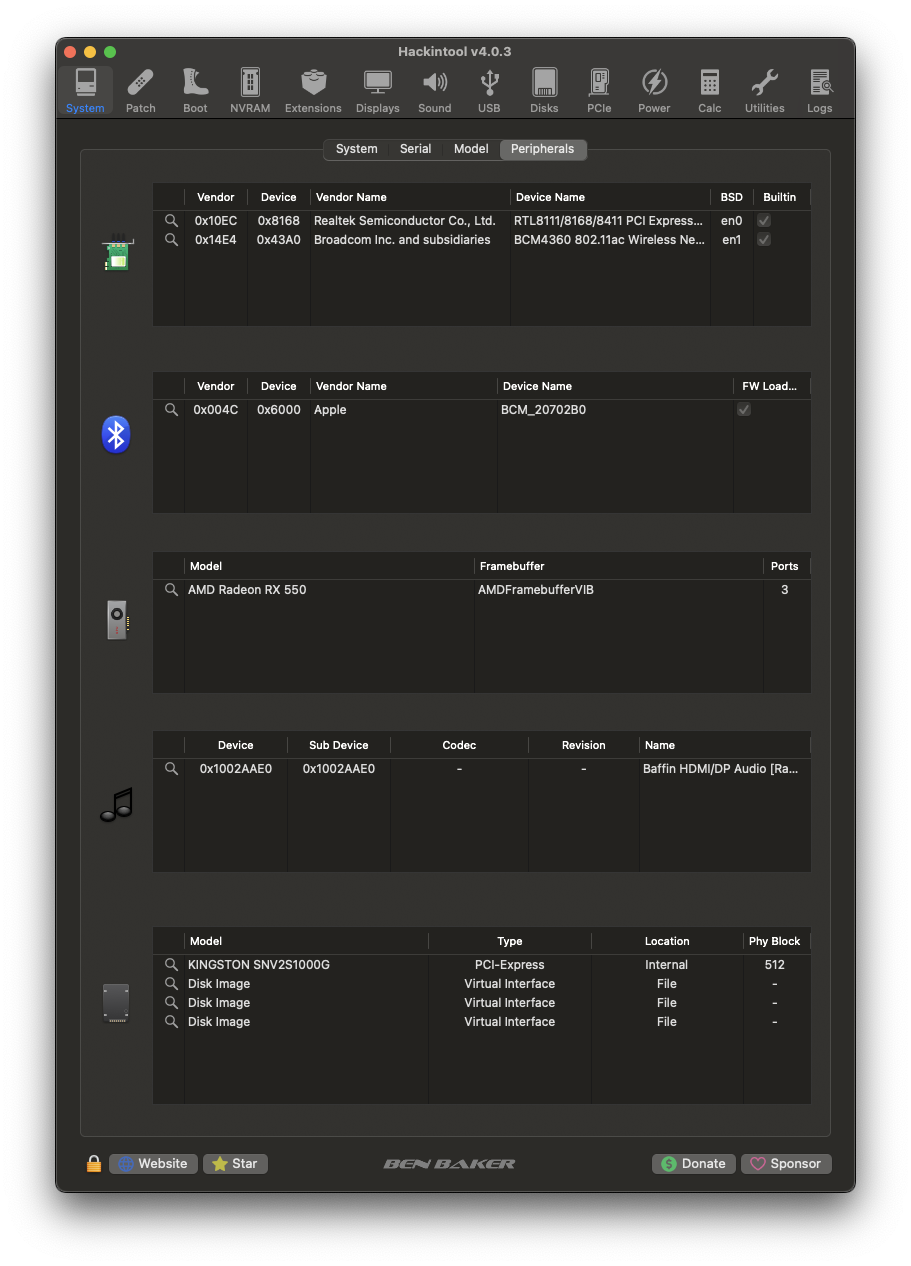 Hackintool v4.0.3
System Patch Boot NVRAM Extensions Displays Sound USB Disks PCIe Power Calc Utilities Logs
System Serial Model Peripherals
Vendor Device Vendor Name Device Name BSD Builtin
0x10EC 0x8168 Realtek Semiconductor Co., Ltd. RTL8111/8168/8411 PCI Express... en0
0x14E4 0x43A0 Broadcom Inc. and subsidiaries BCM4360 802.11ac Wireless Ne... en1
Vendor Device Vendor Name Device Name FW Load...
0x004C 0x6000 Apple BCM_20702B0
Model Framebuffer Ports
AMD Radeon RX 550 AMDFramebufferVIB 3
Device Sub Device Codec Revision Name
0x1002AAE0 0x1002AAE0 - - Baffin HDMI/DP Audio [Ra...
Model Type Location Phy Block
KINGSTON SNV2S1000G PCI-Express Internal 512
Disk Image Virtual Interface File -
Disk Image Virtual Interface File -
Disk Image Virtual Interface File -
Website Star BEN BAKER Donate Sponsor